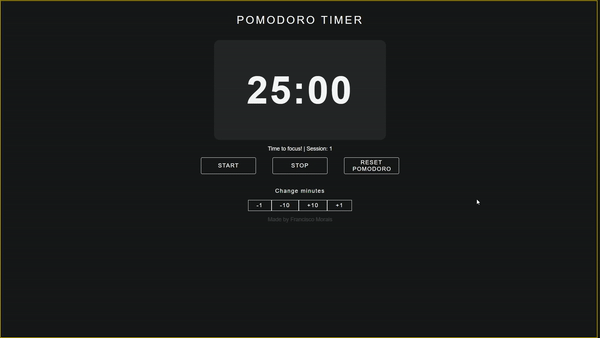 POMODORO TIMER
25:00
Time to focus! | Session: 1
START
STOP
RESET
POMODORO
Change minutes
-1
-10
+10
+1
Made by Francisco Morais